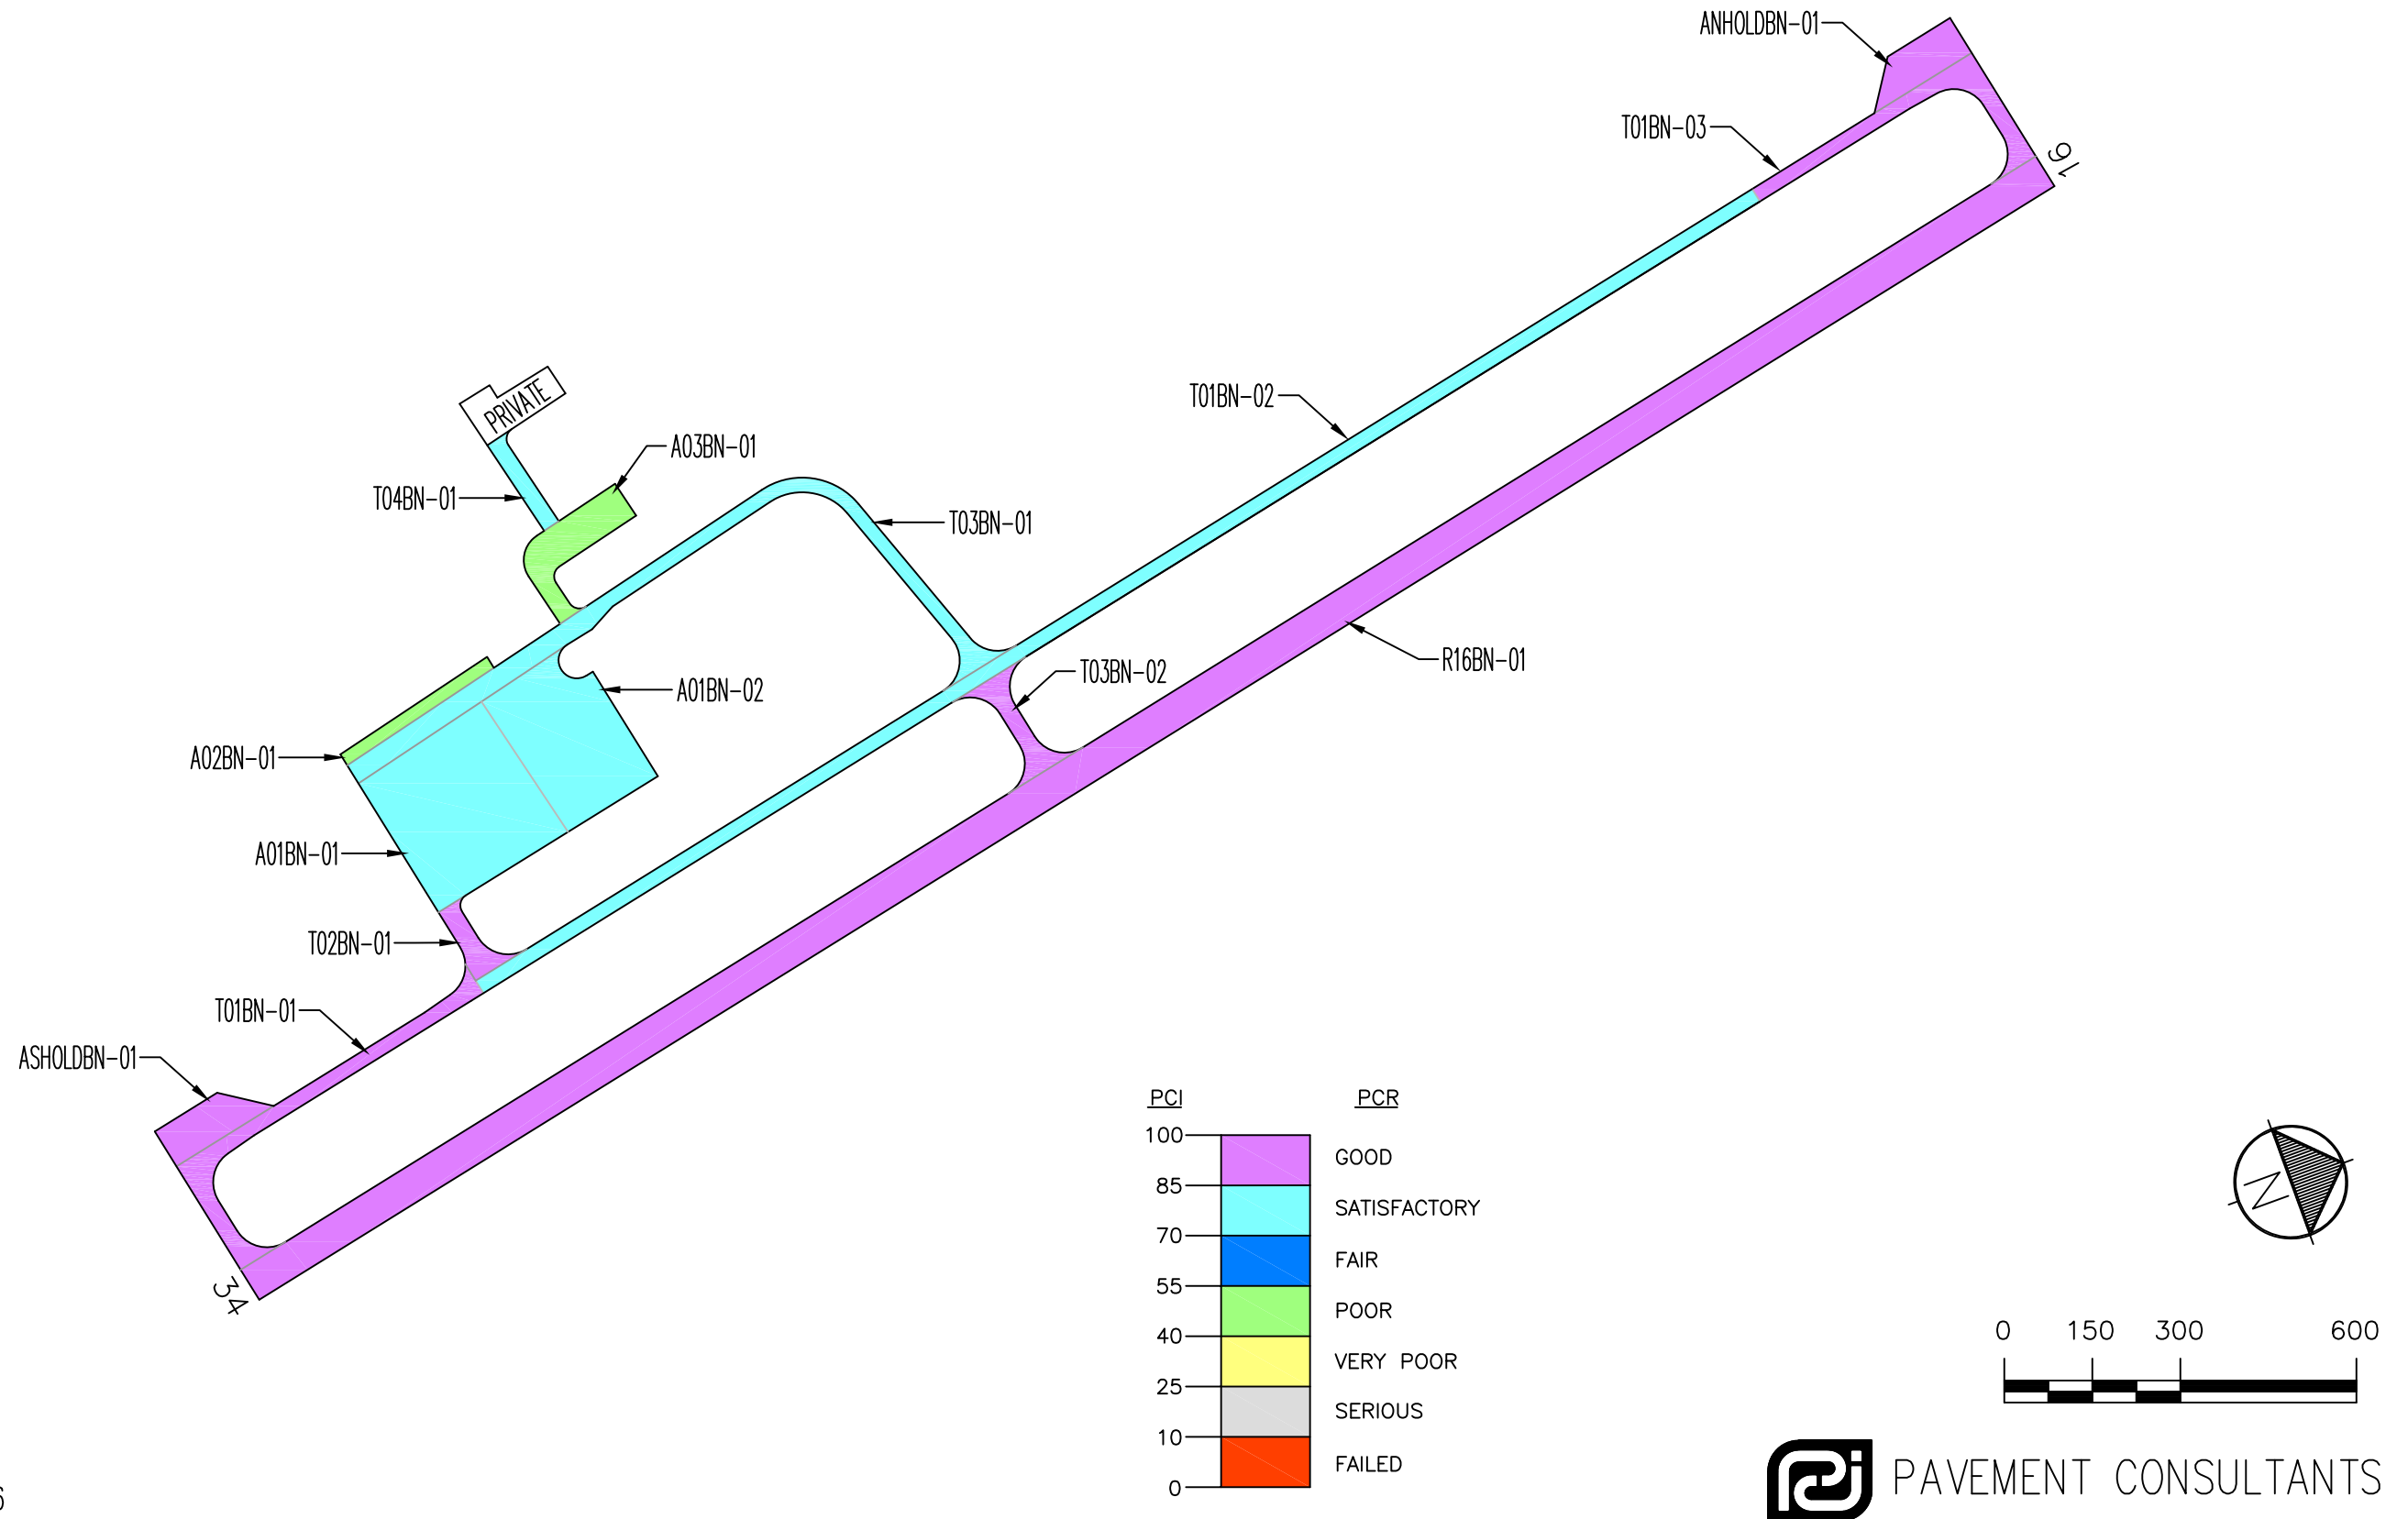 ANHOLDBN-01
T01BN-03
16
PRIVATE
T01BN-02
A03BN-01
T04BN-01
T03BN-01
R16BN-01
T03BN-02
A01BN-02
A02BN-01
A01BN-01
T02BN-01
T01BN-01
ASHOLDBN-01
34
PCI PCR
100
GOOD
85
SATISFACTORY
70
FAIR
55
POOR
40
VERY POOR
25
SERIOUS
10
FAILED
0
N
0 150 300 600
PAVEMENT CONSULTANTS